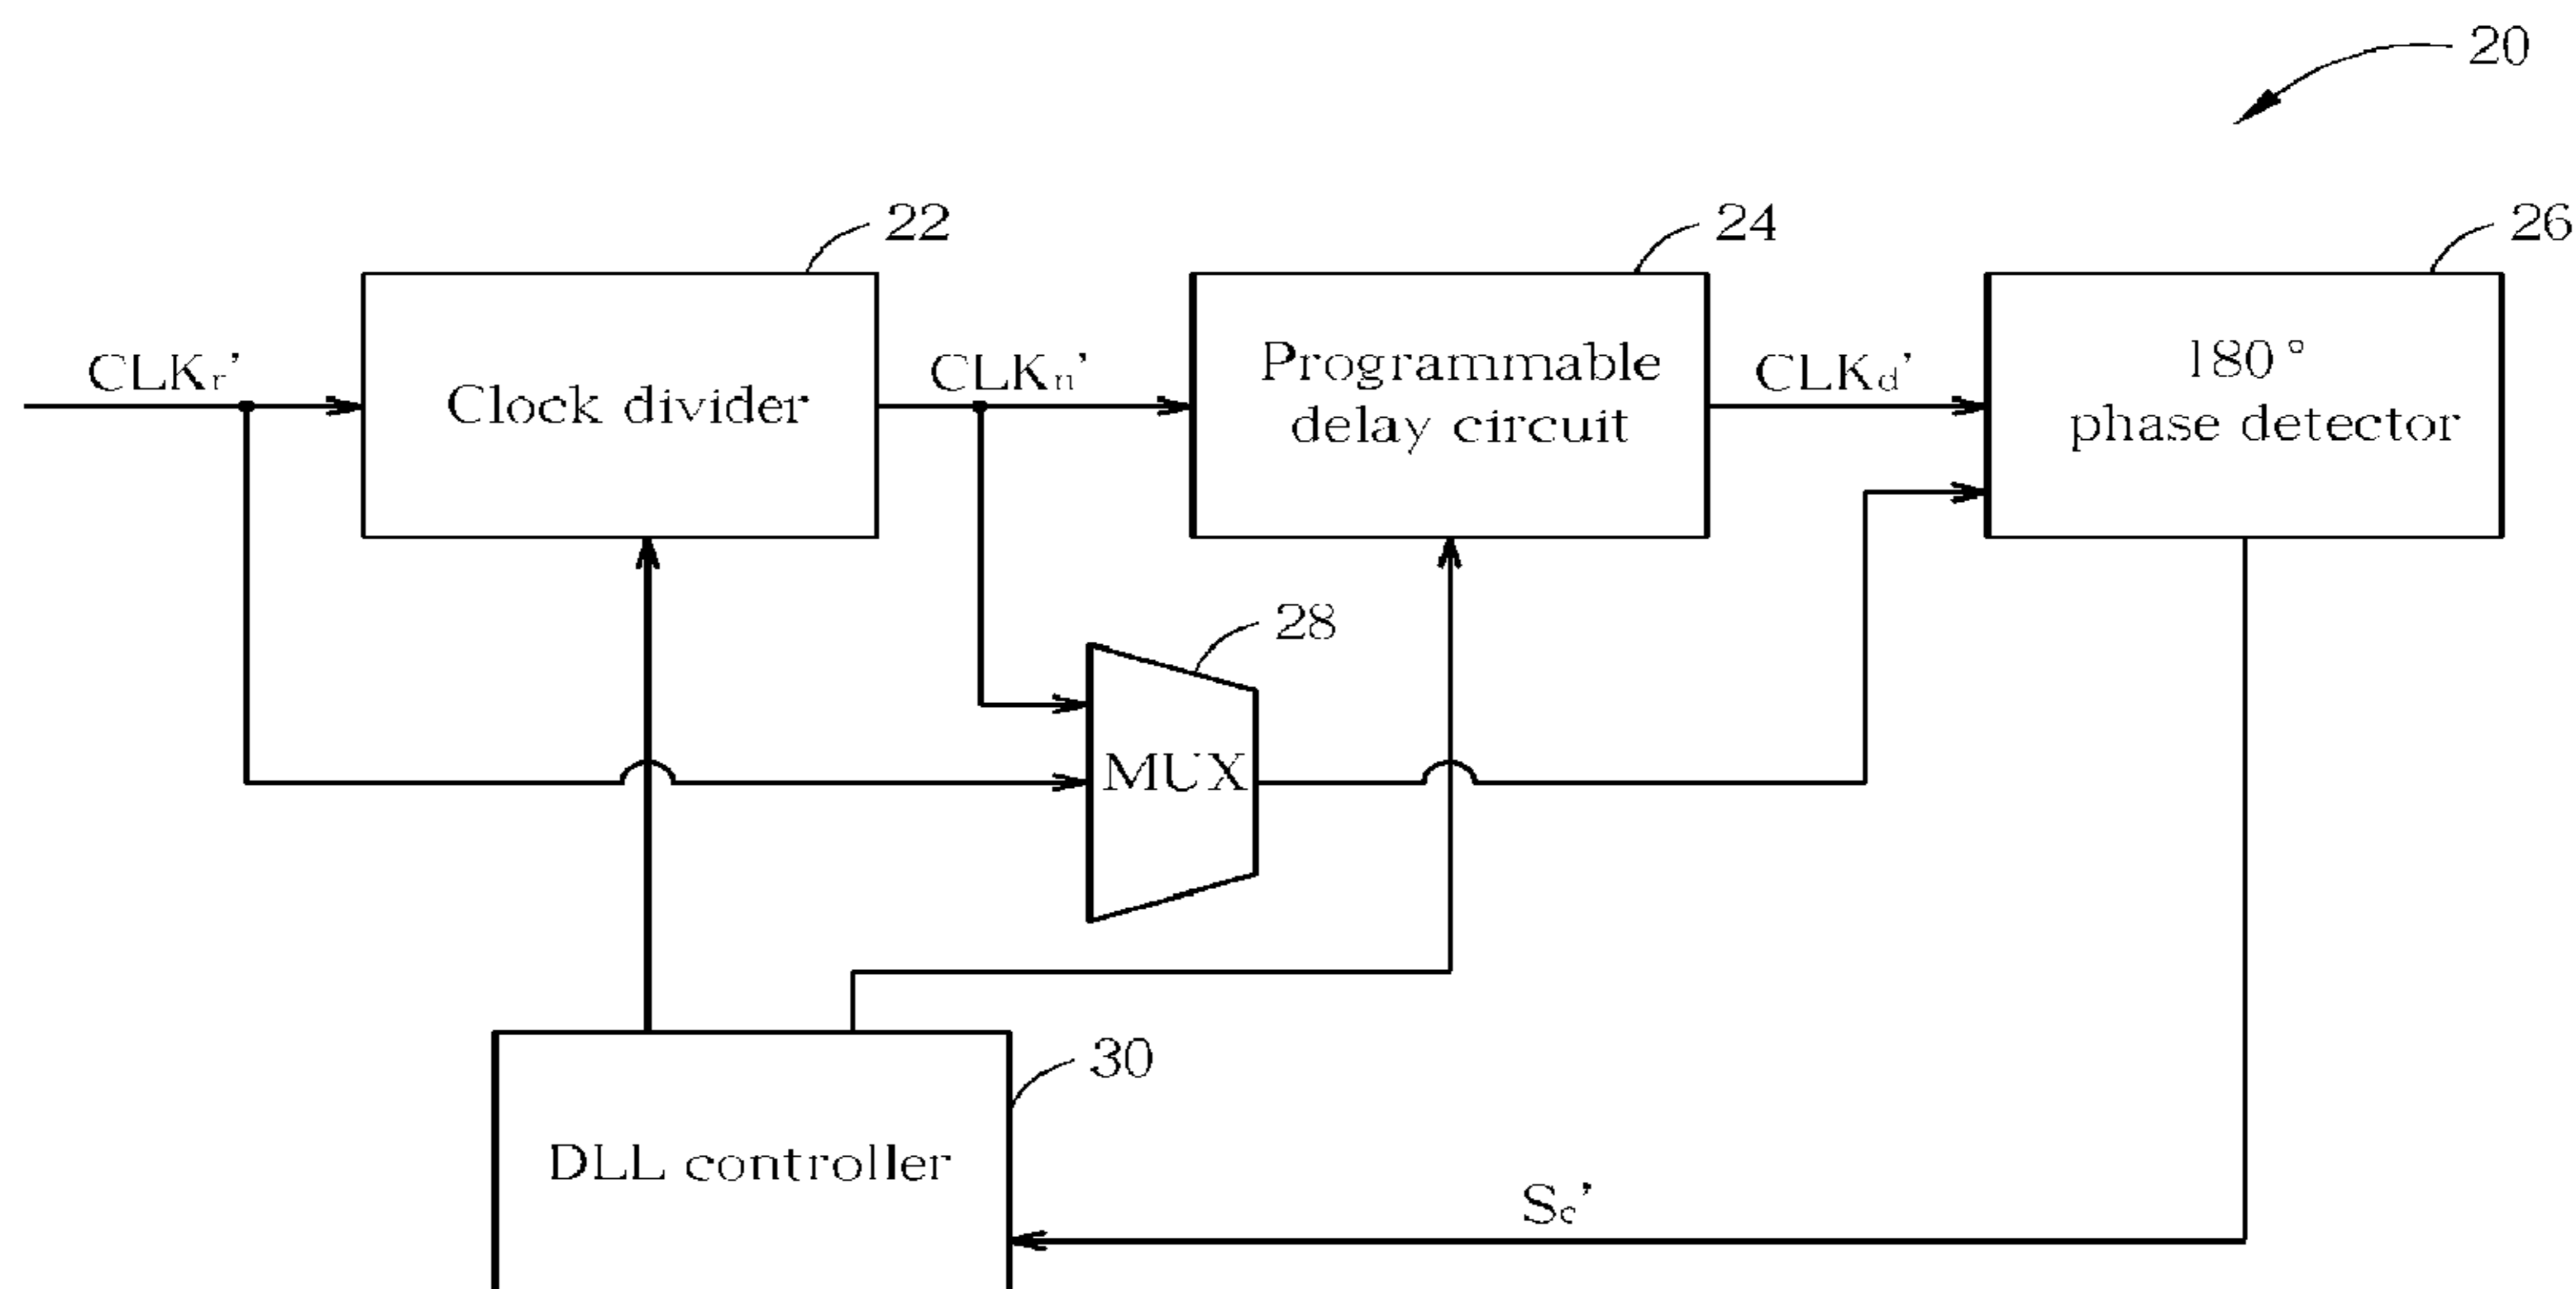 20
22
24
26
CLKr'
Clock divider
CLKn'
Programmable
delay circuit
CLKd'
180°
phase detector
28
MUX
30
DLL controller
Sc'